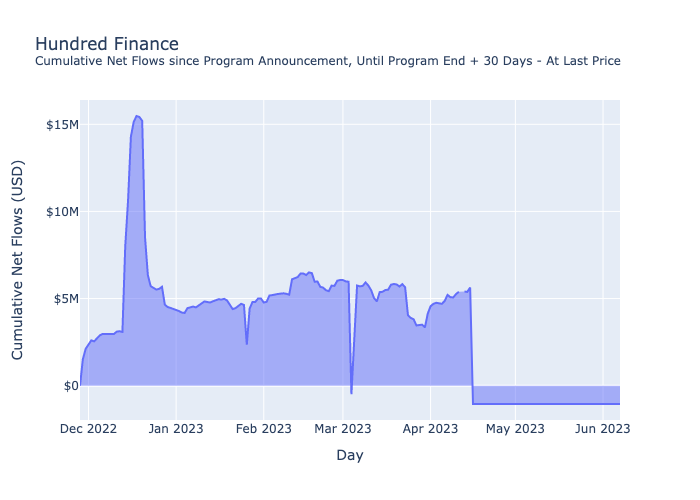 Hundred Finance
Cumulative Net Flows since Program Announcement, Until Program End + 30 Days - At Last Price
Cumulative Net Flows (USD)
$15M
$10M
$5M
$0
Dec 2022
Jan 2023
Feb 2023
Mar 2023
Apr 2023
May 2023
Jun 2023
Day